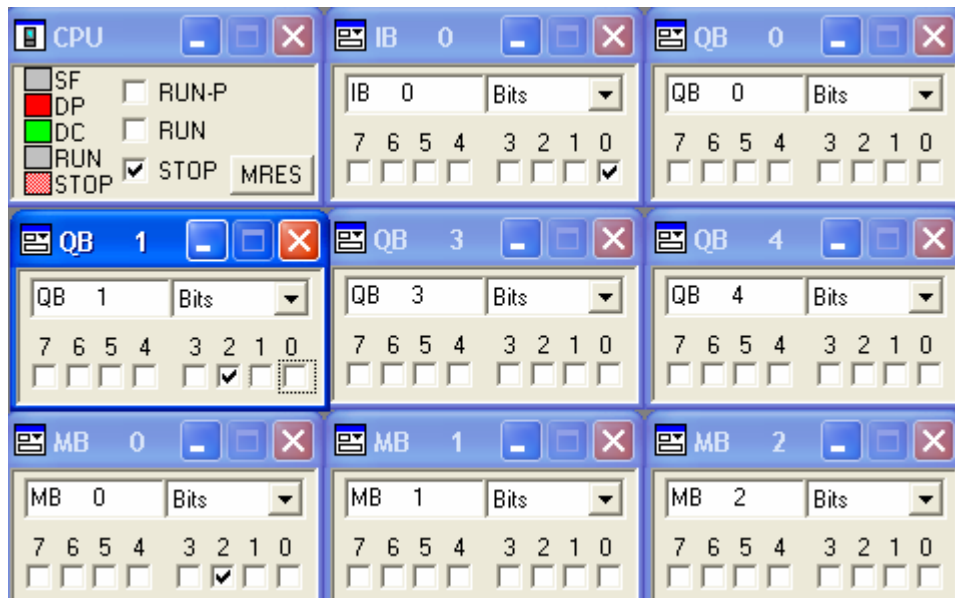 CPU
SF
DP
DC
RUN
STOP
RUN-P
RUN
STOP
MRES
IB 0
IB 0 Bits
7 6 5 4 3 2 1 0
QB 0
QB 0 Bits
7 6 5 4 3 2 1 0
QB 1
QB 1 Bits
7 6 5 4 3 2 1 0
QB 3
QB 3 Bits
7 6 5 4 3 2 1 0
QB 4
QB 4 Bits
7 6 5 4 3 2 1 0
MB 0
MB 0 Bits
7 6 5 4 3 2 1 0
MB 1
MB 1 Bits
7 6 5 4 3 2 1 0
MB 2
MB 2 Bits
7 6 5 4 3 2 1 0